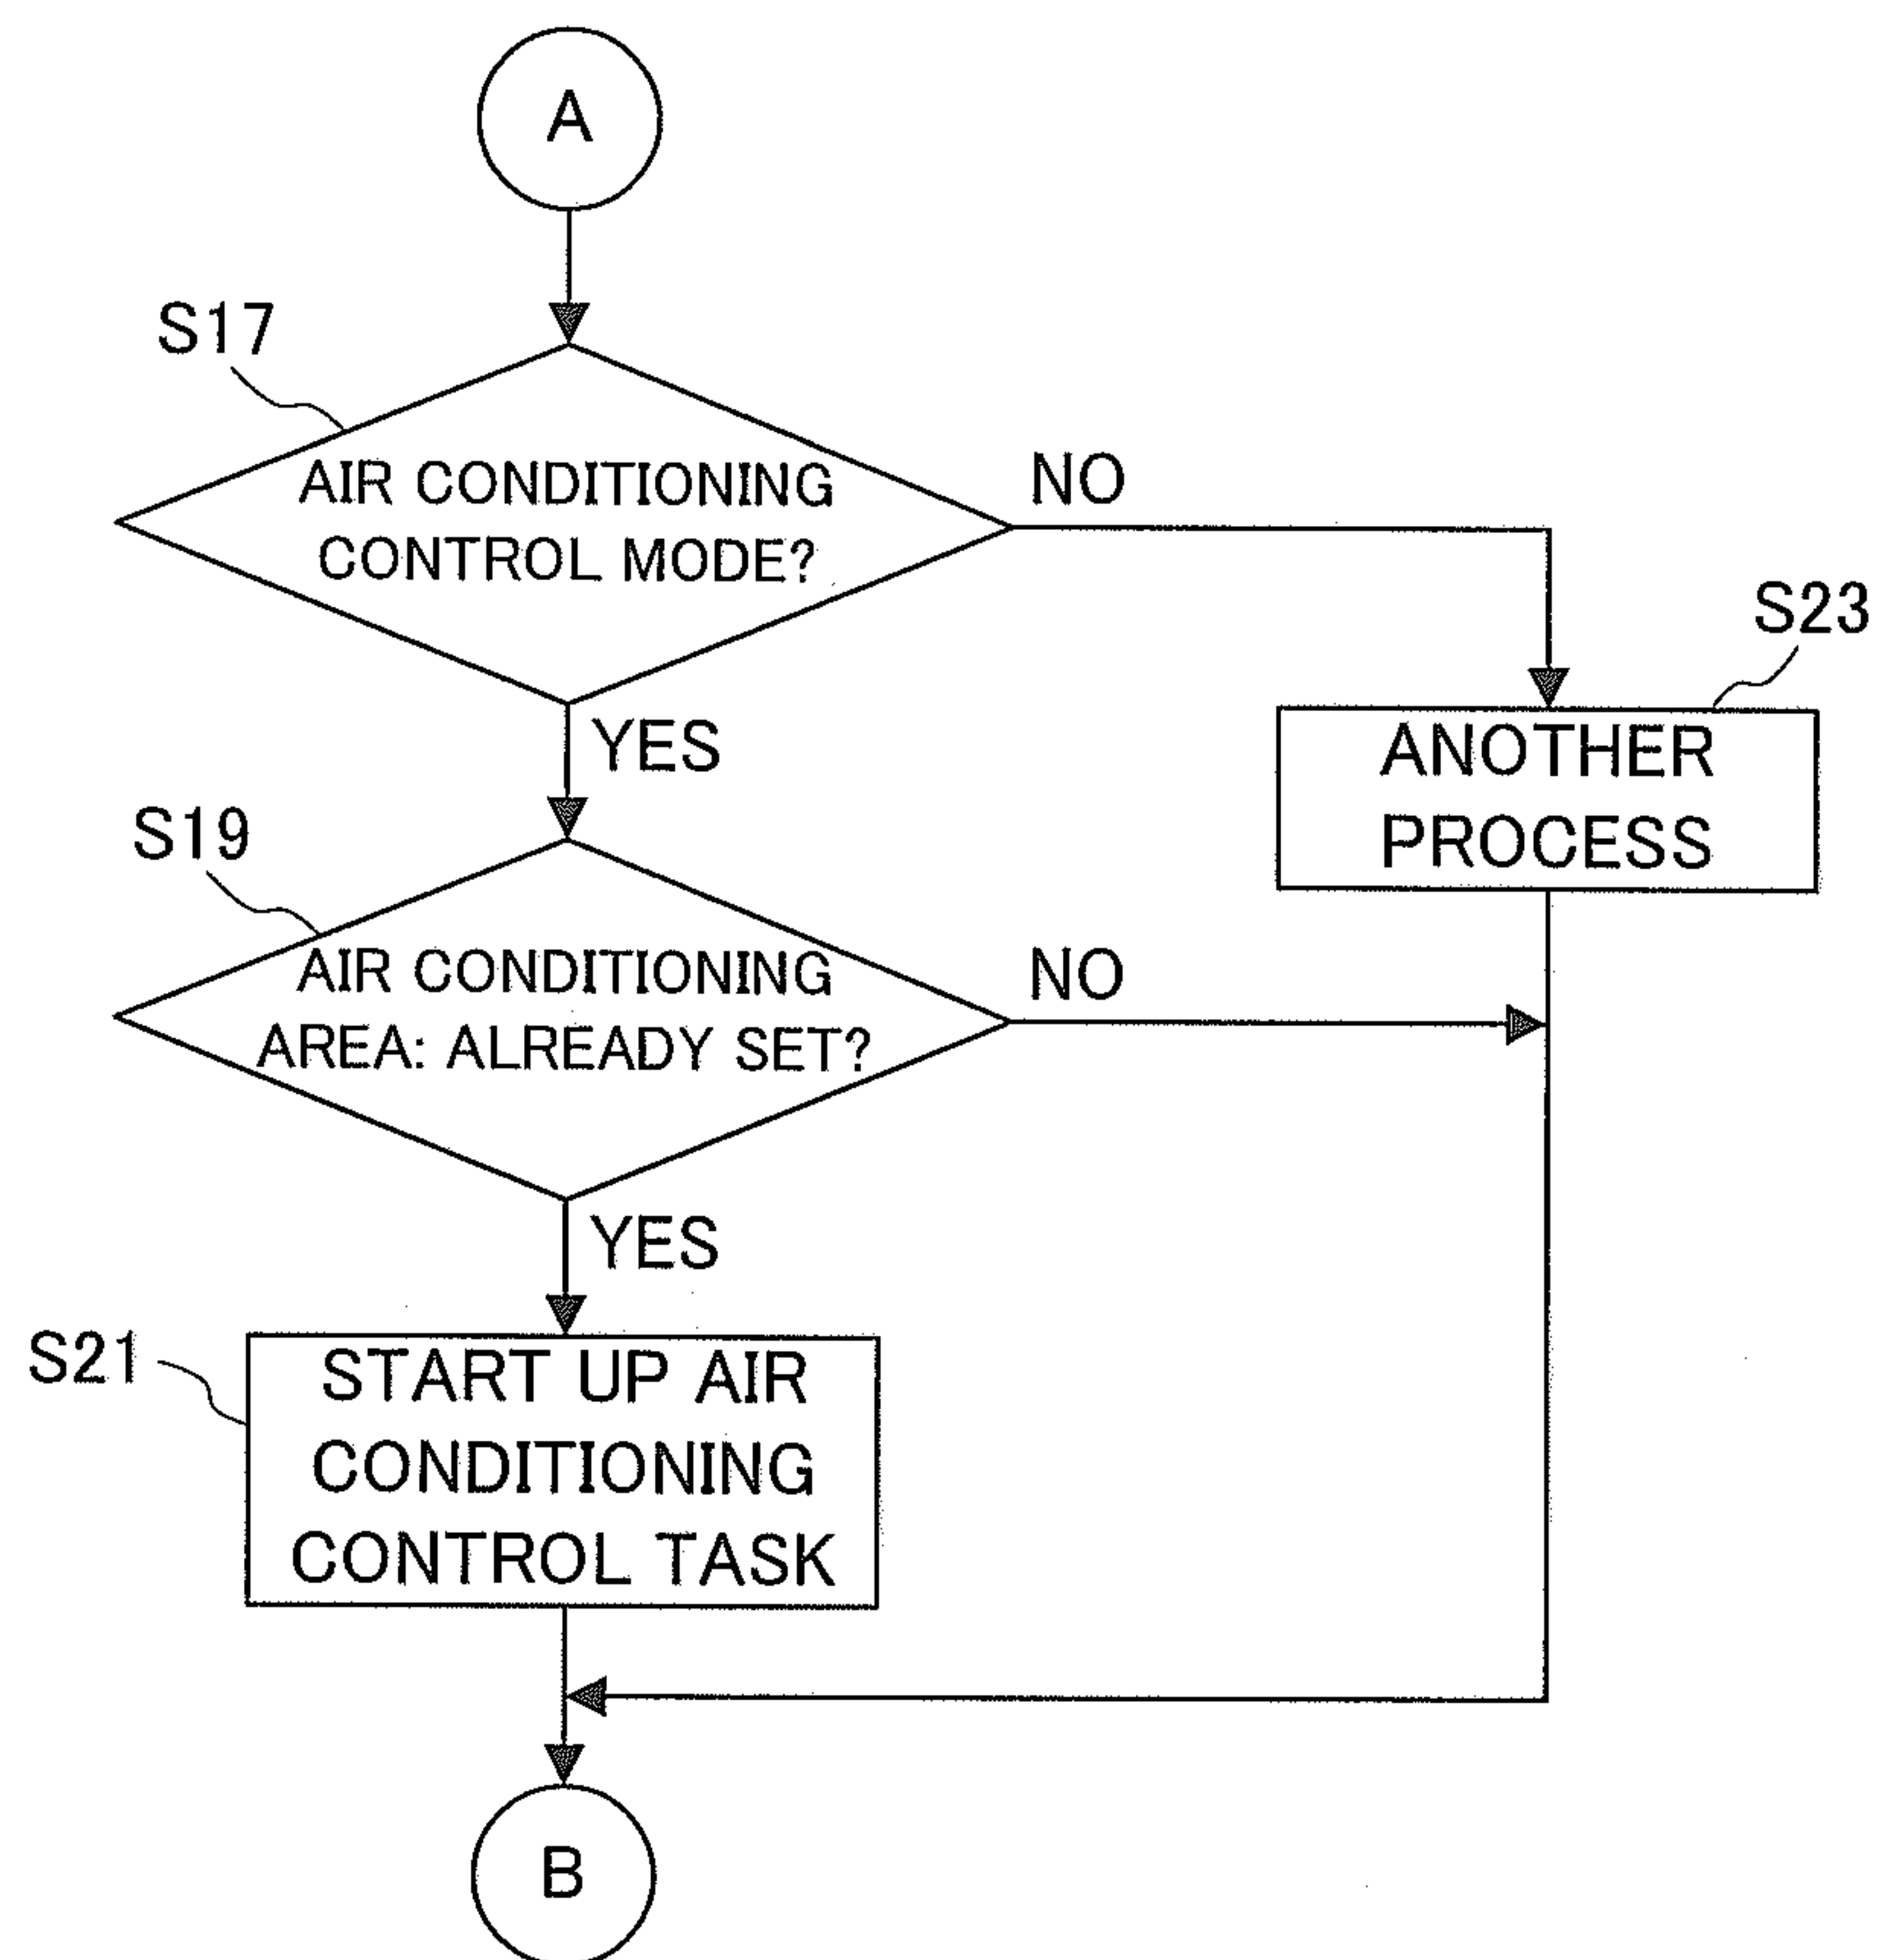 A
S17
AIR CONDITIONING
CONTROL MODE?
NO
YES
S23
ANOTHER
PROCESS
S19
AIR CONDITIONING
AREA: ALREADY SET?
NO
YES
S21
START UP AIR
CONDITIONING
CONTROL TASK
B